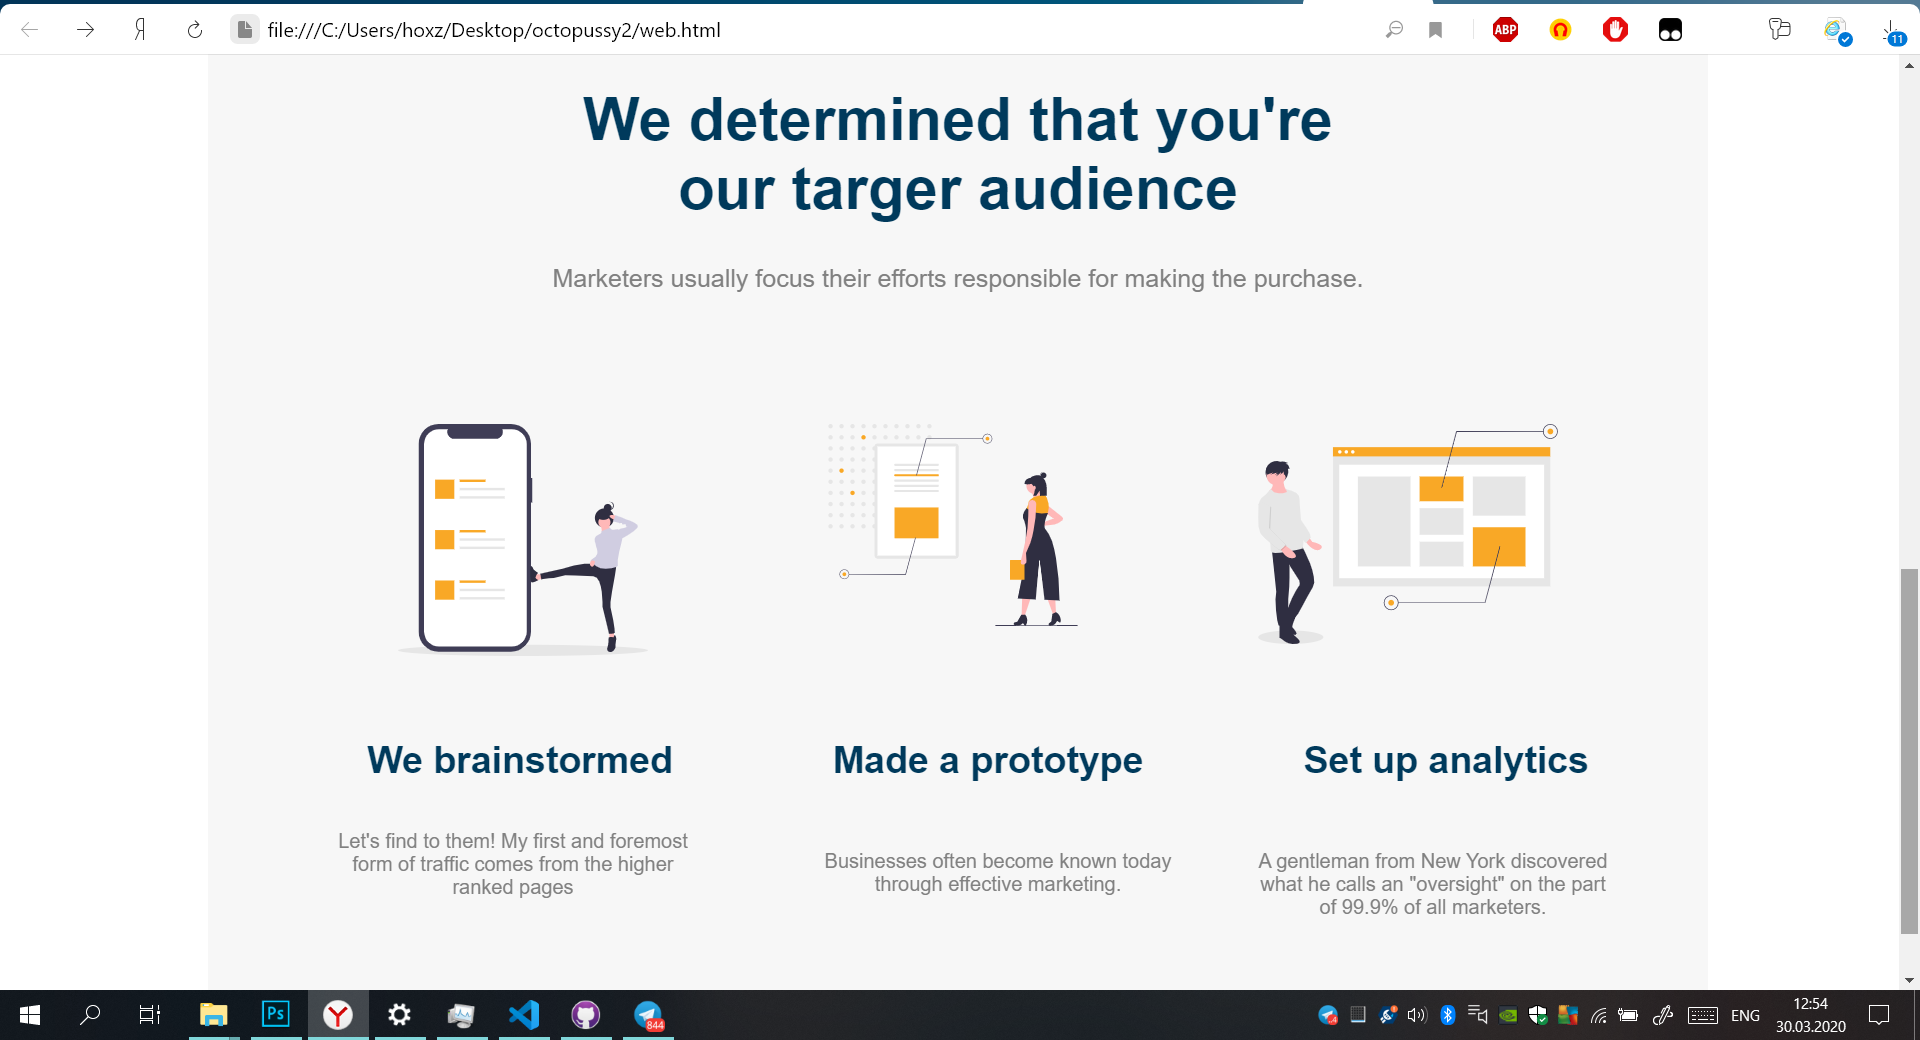 Я
file:///C:/Users/hoxz/Desktop/octopussy2/web.html
ABP
11
We determined that you're
our targer audience
Marketers usually focus their efforts responsible for making the purchase.
We brainstormed
Made a prototype
Set up analytics
Let's find to them! My first and foremost
form of traffic comes from the higher
ranked pages
Businesses often become known today
through effective marketing.
A gentleman from New York discovered
what he calls an "oversight" on the part
of 99.9% of all marketers.
Ps
Y
844
ENG
12:54
30.03.2020